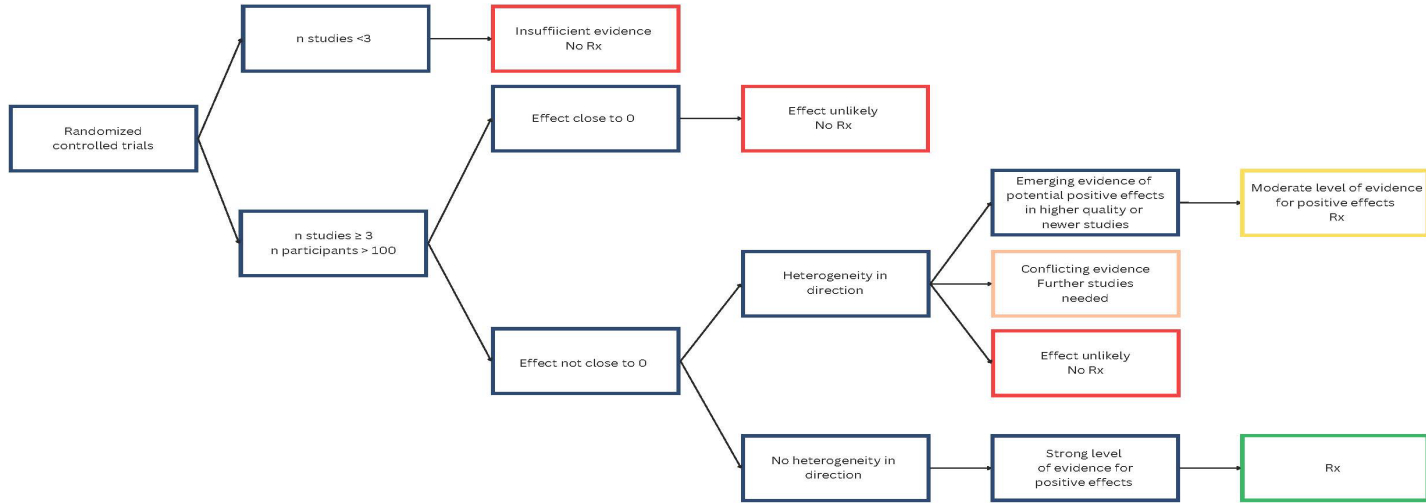 Randomized
controlled trials
n studies <3
Insuffiicient evidence
No Rx
n studies ≥ 3
n participants > 100
Effect close to 0
Effect unlikely
No Rx
Effect not close to 0
Heterogeneity in
direction
Emerging evidence of
potential positive effects
in higher quality or
newer studies
Moderate level of evidence
for positive effects
Rx
Conflicting evidence
Further studies
needed
Effect unlikely
No Rx
No heterogeneity in
direction
Strong level
of evidence for
positive effects
Rx